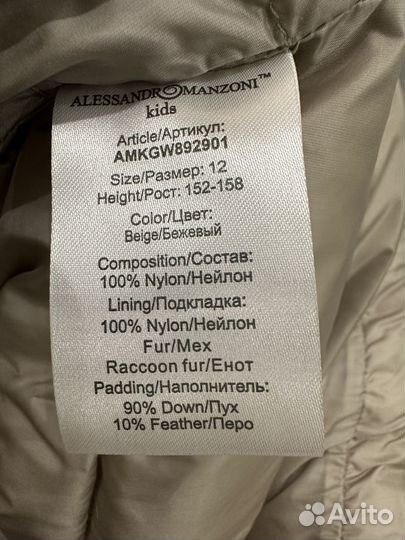 ALESSANDROMANZONI™
kids
Article/Артикул:
AMKGW892901
Size/Размер: 12
Height/Рост: 152-158
Color/Цвет:
Beige/Бежевый
Composition/Состав:
100% Nylon/Нейлон
Lining/Подкладка:
100% Nylon/Нейлон
Fur/Мех
Raccoon fur/Енот
Padding/Наполнитель:
90% Down/Пух
10% Feather/Перо
Avito